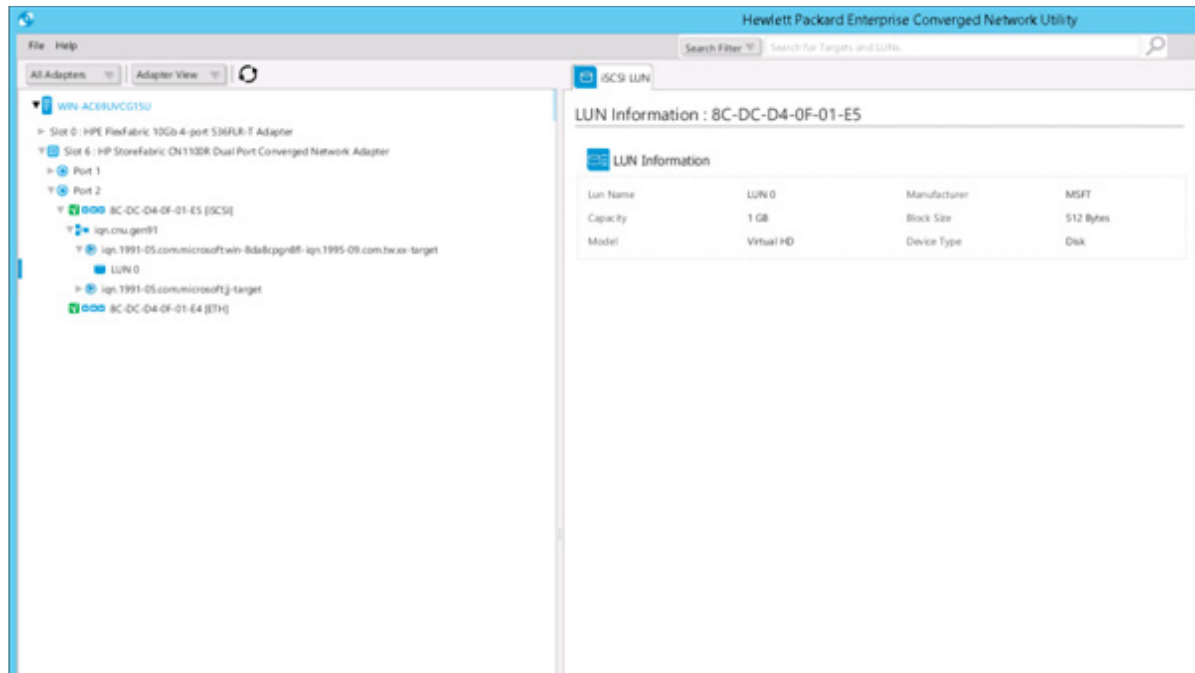 Hewlett Packard Enterprise Converged Network Utility
File Help
Search Filter Search for Targets and LUNs.
All Adapters Adapter View
iSCSI LUN
WIN-AC69UVCG15U
Slot 0 : HPE FlexFabric 10Gb 4-port 536FLR-T Adapter
Slot 6 : HP StoreFabric CN1100R Dual Port Converged Network Adapter
Port 1
Port 2
8C-DC-D4-0F-01-E5 [iSCSI]
iqn.cnu.gen91
iqn.1991-05.com.microsoft:win-8da8cpgn8fl-iqn.1995-09.com.tw.xx-target
LUN 0
iqn.1991-05.com.microsoft:jj-target
8C-DC-D4-0F-01-E4 [ETH]
LUN Information : 8C-DC-D4-0F-01-E5
LUN Information
Lun Name LUN 0 Manufacturer MSFT
Capacity 1 GB Block Size 512 Bytes
Model Virtual HD Device Type Disk